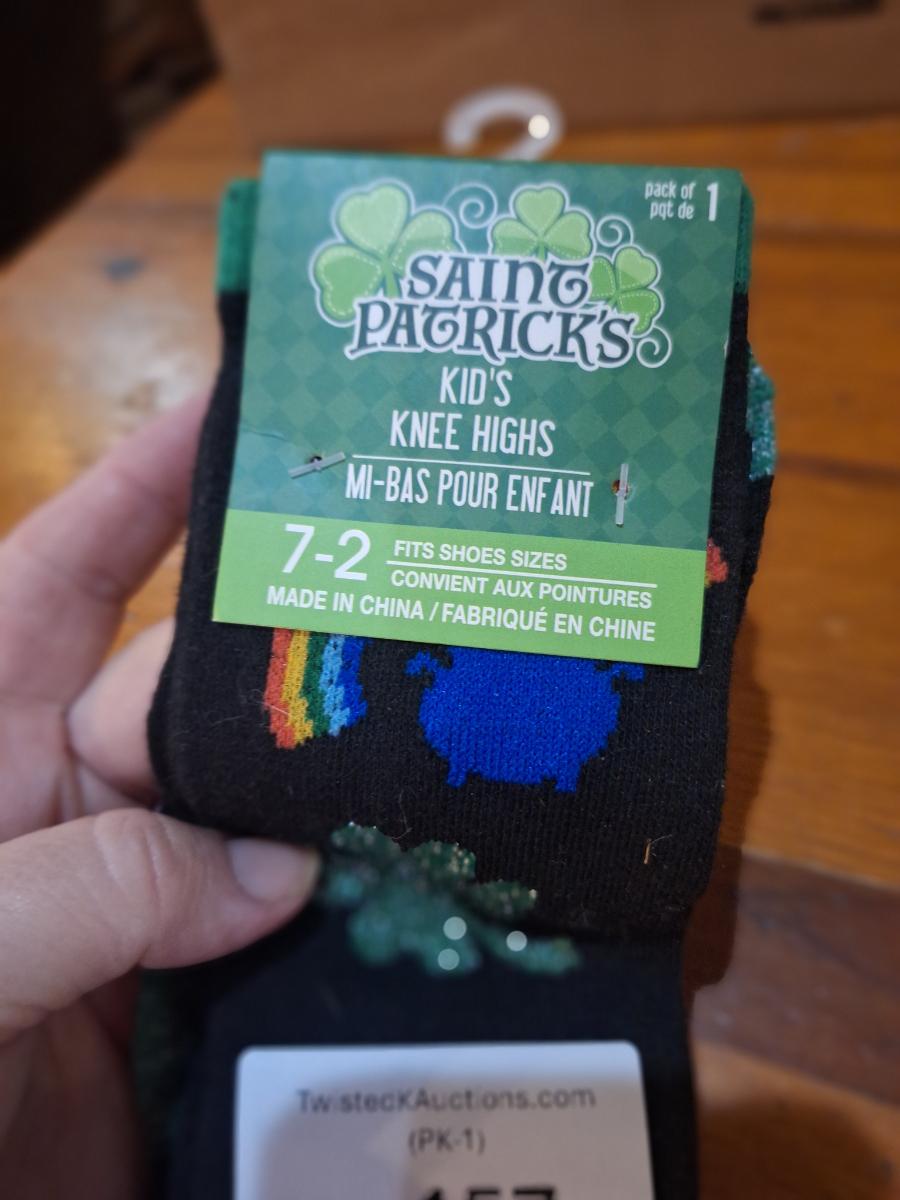 pack of 1
pqt de
SAINT
PATRICK'S
KID'S
KNEE HIGHS
MI-BAS POUR ENFANT
7-2
FITS SHOES SIZES
CONVIENT AUX POINTURES
MADE IN CHINA / FABRIQUÉ EN CHINE
TwistedKAuctions.com
(PK-1)